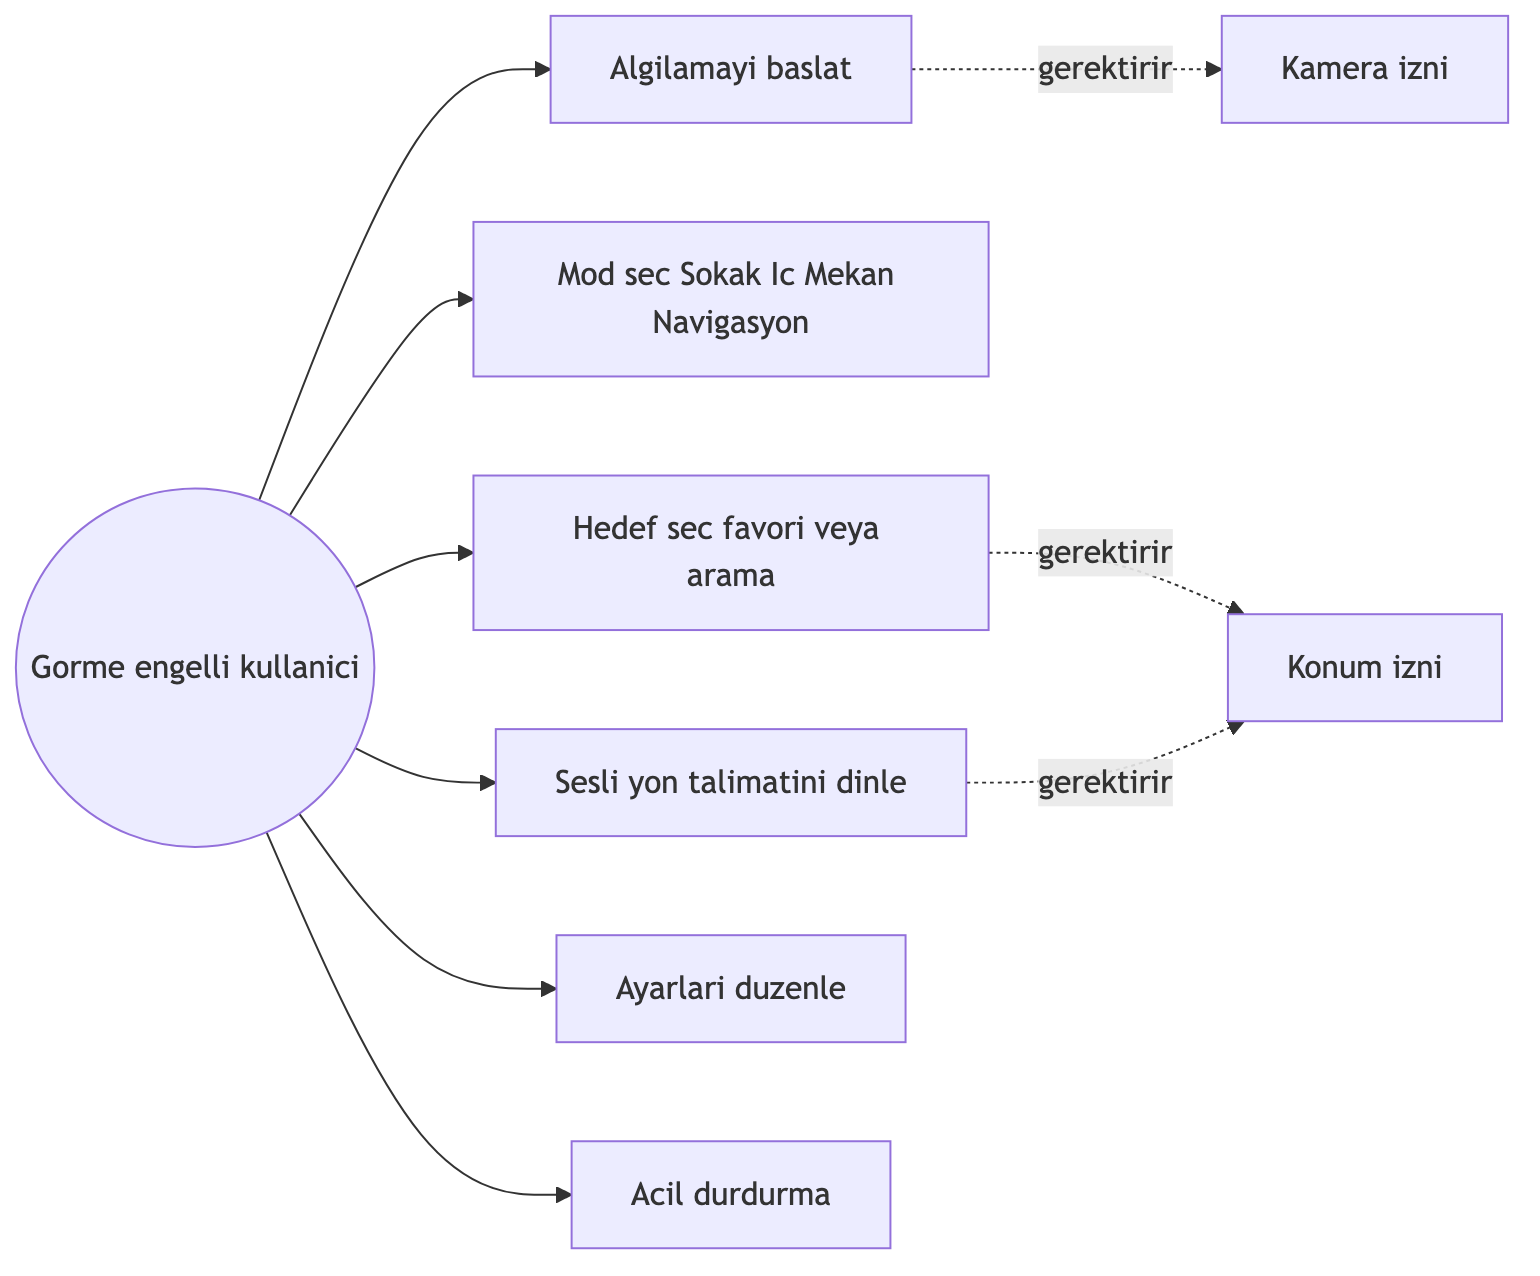 Algilamayi baslat
gerektirir
Kamera izni
Mod sec Sokak Ic Mekan
Navigasyon
Hedef sec favori veya
arama
gerektirir
Gorme engelli kullanici
Konum izni
Sesli yon talimatini dinle
gerektirir
Ayarlari duzenle
Acil durdurma